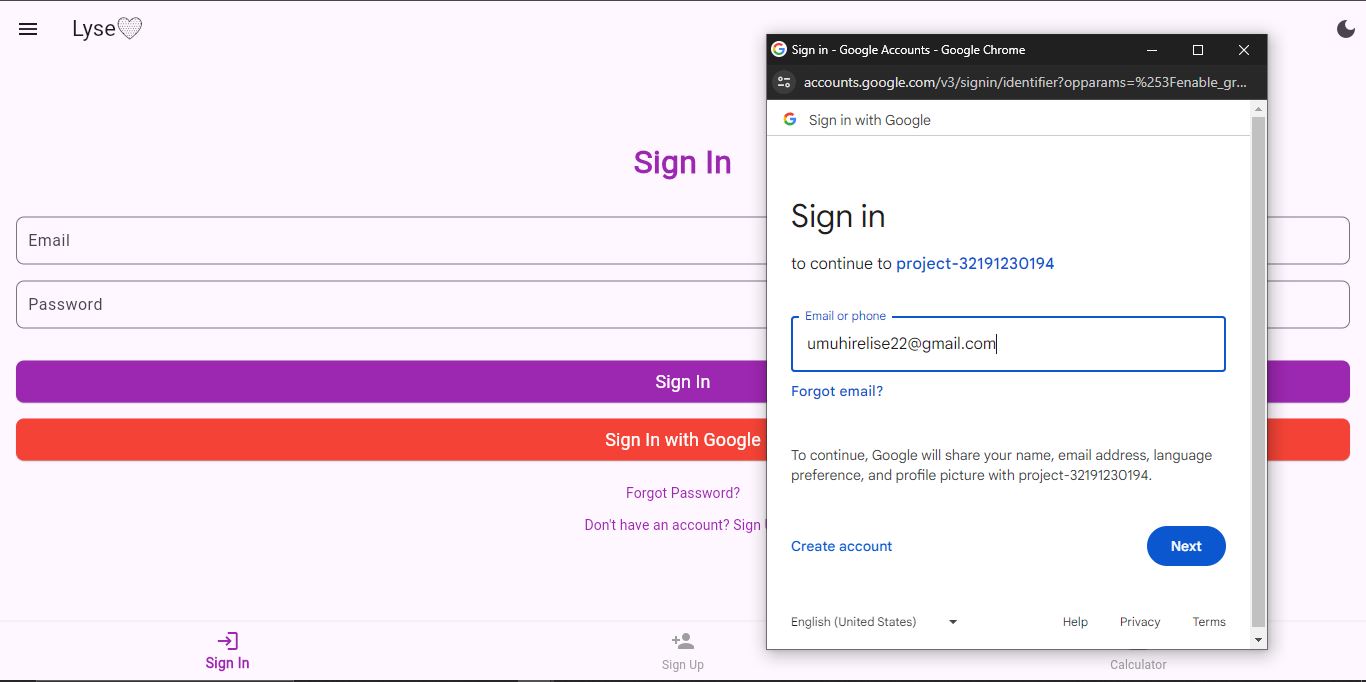 Lyse
Sign In
Email
Password
Sign In
Sign In with Google
Forgot Password?
Don't have an account? Sign
Sign In
Sign Up
Calculator
Sign in - Google Accounts - Google Chrome
accounts.google.com/v3/signin/identifier?opparams=%253Fenable_gr...
Sign in with Google
Sign in
to continue to project-32191230194
Email or phone
umuhirelise22@gmail.com
Forgot email?
To continue, Google will share your name, email address, language
preference, and profile picture with project-32191230194.
Create account
Next
English (United States)
Help
Privacy
Terms